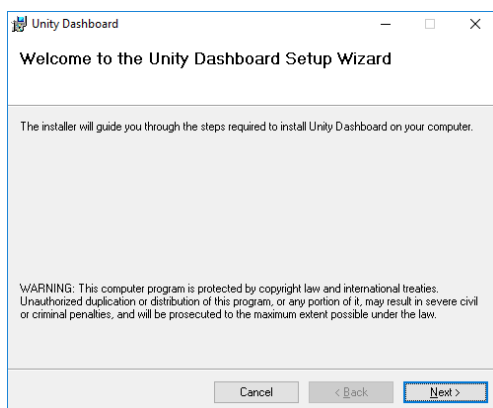 Unity Dashboard
Welcome to the Unity Dashboard Setup Wizard
The installer will guide you through the steps required to install Unity Dashboard on your computer.
WARNING: This computer program is protected by copyright law and international treaties.
Unauthorized duplication or distribution of this program, or any portion of it, may result in severe civil
or criminal penalties, and will be prosecuted to the maximum extent possible under the law.
Cancel < Back Next >